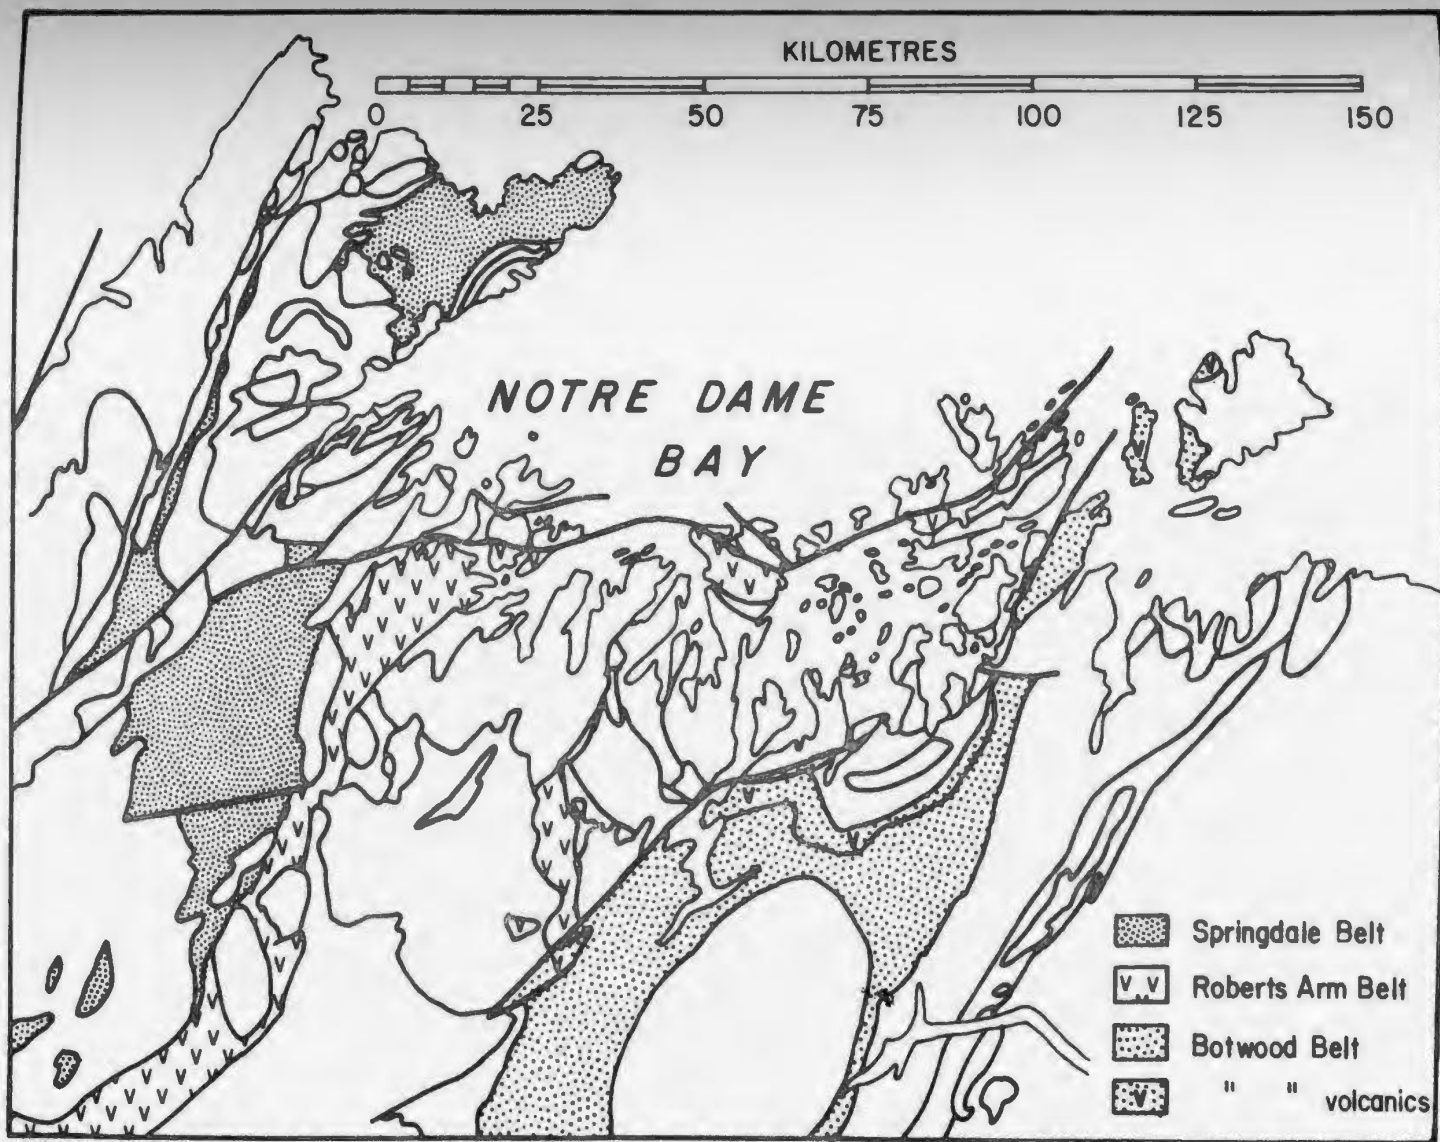 KILOMETRES
0 25 50 75 100 125 150
NOTRE DAME
BAY
Springdale Belt
V V Roberts Arm Belt
Botwood Belt
V " " volcanics